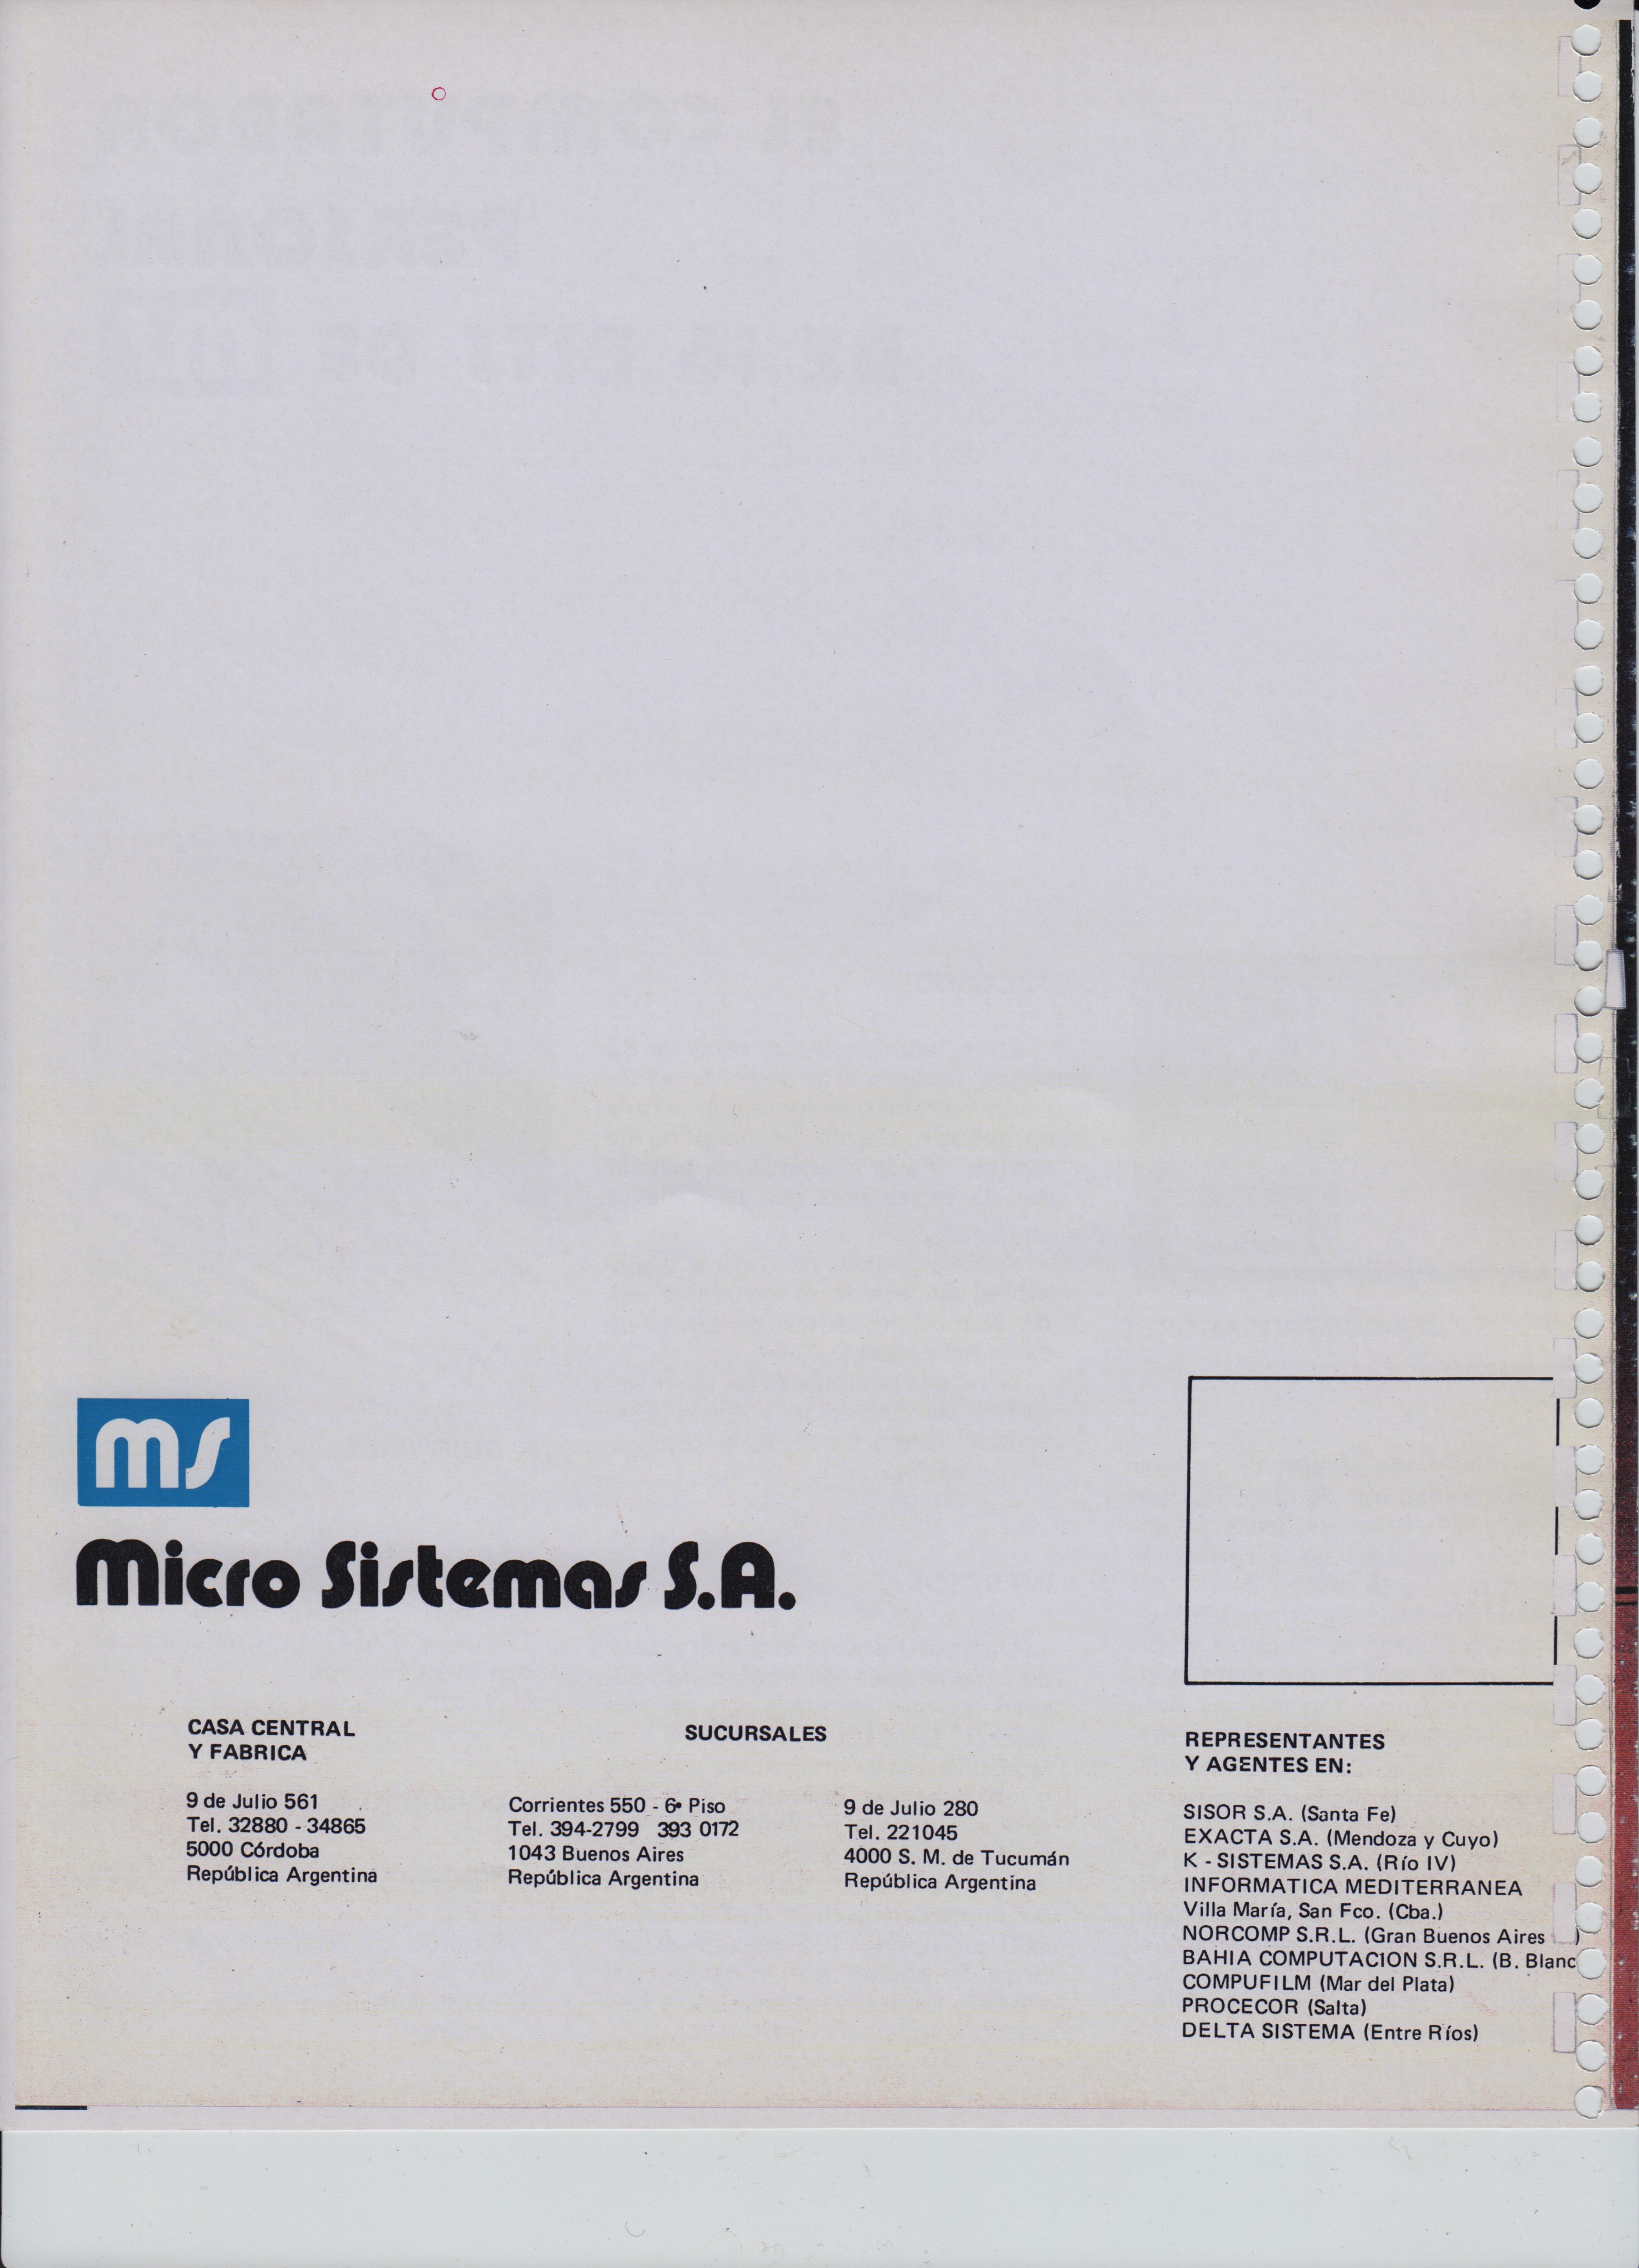 ms
Micro Sistemas S.A.
CASA CENTRAL
Y FABRICA
9 de Julio 561
Tel. 32880 - 34865
5000 Córdoba
República Argentina
SUCURSALES
Corrientes 550 - 6º Piso
Tel. 394-2799 393 0172
1043 Buenos Aires
República Argentina
9 de Julio 280
Tel. 221045
4000 S. M. de Tucumán
República Argentina
REPRESENTANTES
Y AGENTES EN:
SISOR S.A. (Santa Fe)
EXACTA S.A. (Mendoza y Cuyo)
K - SISTEMAS S.A. (Río IV)
INFORMATICA MEDITERRANEA
Villa María, San Fco. (Cba.)
NORCOMP S.R.L. (Gran Buenos Aires )
BAHIA COMPUTACION S.R.L. (B. Blanc
COMPUFILM (Mar del Plata)
PROCECOR (Salta)
DELTA SISTEMA (Entre Ríos)